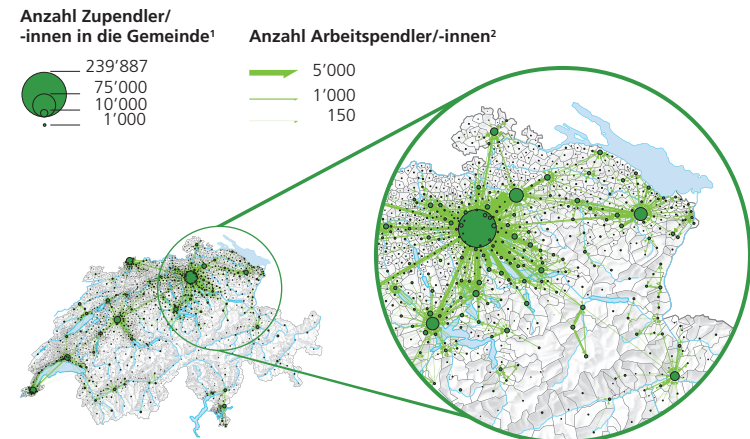 Anzahl Zupendler/
-innen in die Gemeinde¹
239’887
75’000
10’000
1’000
Anzahl Arbeitspendler/-innen²
5’000
1’000
150